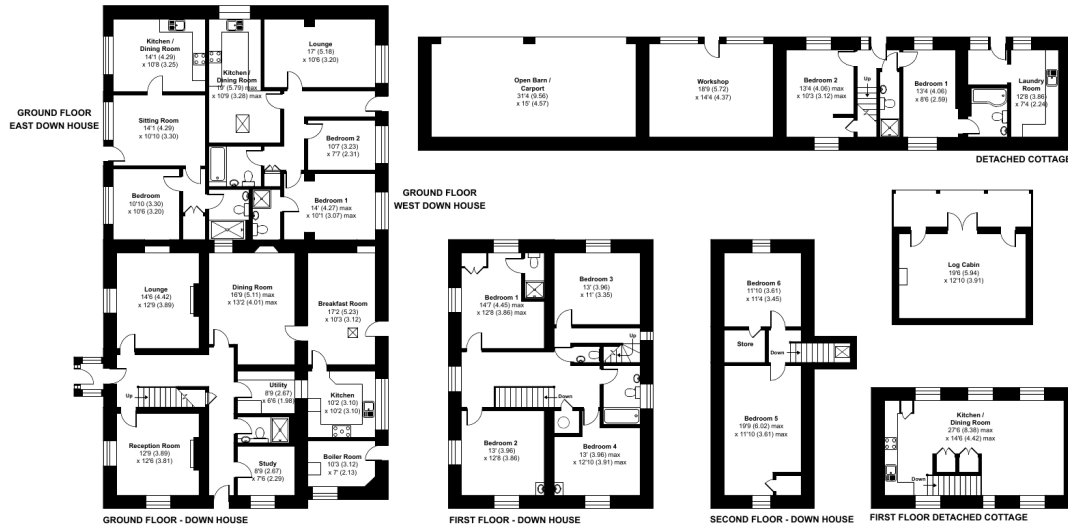 Kitchen /
Dining Room
14'1 (4.29)
x 10'8 (3.25)
Kitchen /
Dining Room
19' (5.79) max
x 10'9 (3.28) max
Lounge
17' (5.18)
x 10'6 (3.20)
GROUND FLOOR
EAST DOWN HOUSE
Sitting Room
14'1 (4.29)
x 10'10 (3.30)
Bedroom 2
10'7 (3.23)
x 7'7 (2.31)
Bedroom
10'10 (3.30)
x 10'6 (3.20)
Bedroom 1
14' (4.27) max
x 10'1 (3.07) max
GROUND FLOOR
WEST DOWN HOUSE
Lounge
14'6 (4.42)
x 12'9 (3.89)
Dining Room
16'9 (5.11) max
x 13'2 (4.01) max
Breakfast Room
17'2 (5.23)
x 10'3 (3.12)
Up
Utility
8'9 (2.67)
x 6'6 (1.98)
Kitchen
10'2 (3.10)
x 10'2 (3.10)
Reception Room
12'9 (3.89)
x 12'6 (3.81)
Study
8'9 (2.67)
x 7'6 (2.29)
Boiler Room
10'3 (3.12)
x 7' (2.13)
GROUND FLOOR - DOWN HOUSE
Open Barn /
Carport
31'4 (9.56)
x 15' (4.57)
Workshop
18'9 (5.72)
x 14'4 (4.37)
Bedroom 2
13'4 (4.06) max
x 10'3 (3.12) max
Up
Bedroom 1
13'4 (4.06)
x 8'6 (2.59)
Laundry
Room
12'8 (3.86)
x 7'4 (2.24)
DETACHED COTTAGE
Bedroom 1
14'7 (4.45) max
x 12'8 (3.86) max
Bedroom 3
13' (3.96)
x 11' (3.35)
Up
Down
Bedroom 2
13' (3.96)
x 12'8 (3.86)
Bedroom 4
13' (3.96) max
x 12'10 (3.91) max
FIRST FLOOR - DOWN HOUSE
Bedroom 6
11'10 (3.61)
x 11'4 (3.45)
Store
Down
Bedroom 5
19'9 (6.02) max
x 11'10 (3.61) max
SECOND FLOOR - DOWN HOUSE
Log Cabin
19'6 (5.94)
x 12'10 (3.91)
Kitchen /
Dining Room
27'6 (8.38) max
x 14'6 (4.42) max
Down
FIRST FLOOR DETACHED COTTAGE